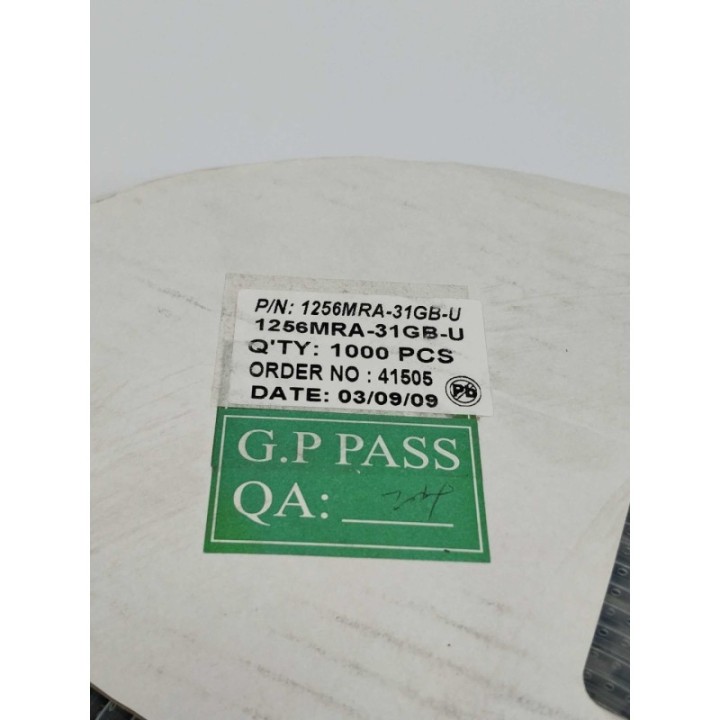 P/N: 1256MRA-31GB-U
1256MRA-31GB-U
Q'TY: 1000 PCS
ORDER NO : 41505
DATE: 03/09/09
Pb
G.P PASS
QA: